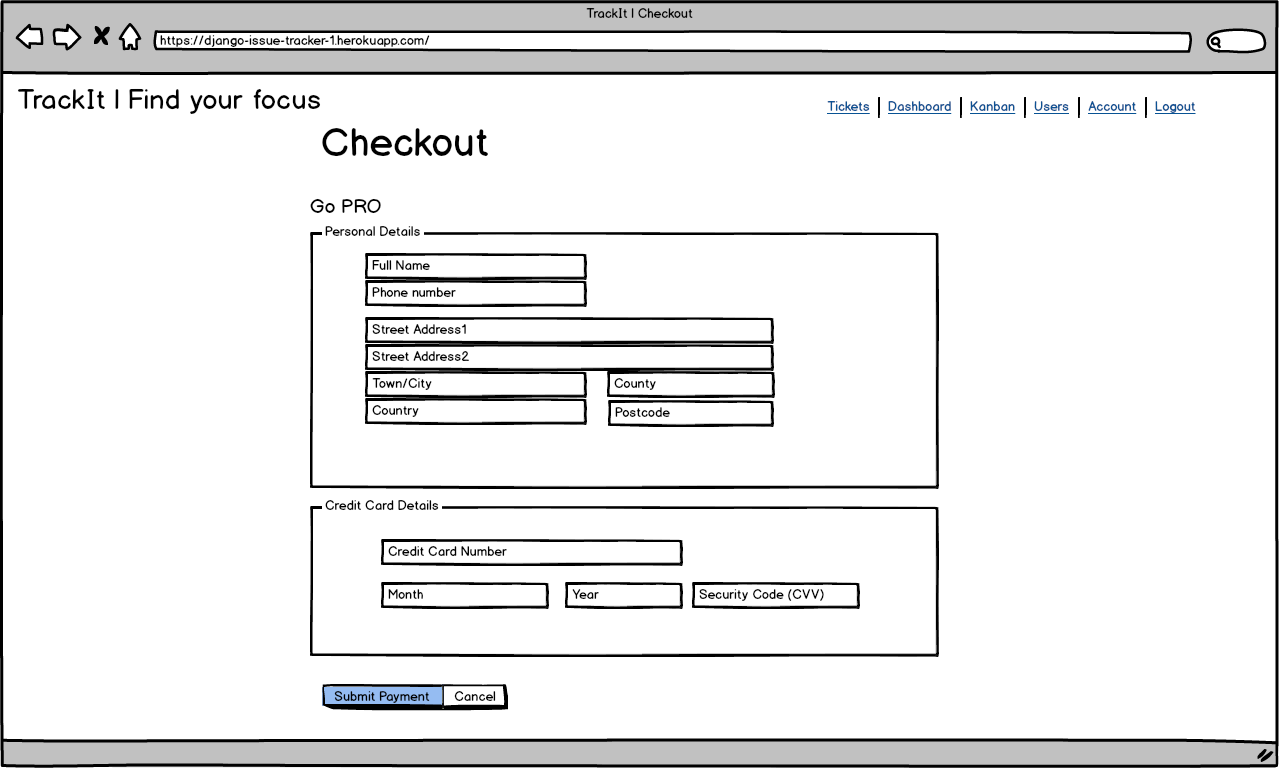 TrackIt | Checkout
https://django-issue-tracker-1.herokuapp.com/
TrackIt | Find your focus
Tickets | Dashboard | Kanban | Users | Account | Logout
Checkout
Go PRO
Personal Details
Full Name
Phone number
Street Address1
Street Address2
Town/City County
Country Postcode
Credit Card Details
Credit Card Number
Month Year Security Code (CVV)
Submit Payment Cancel